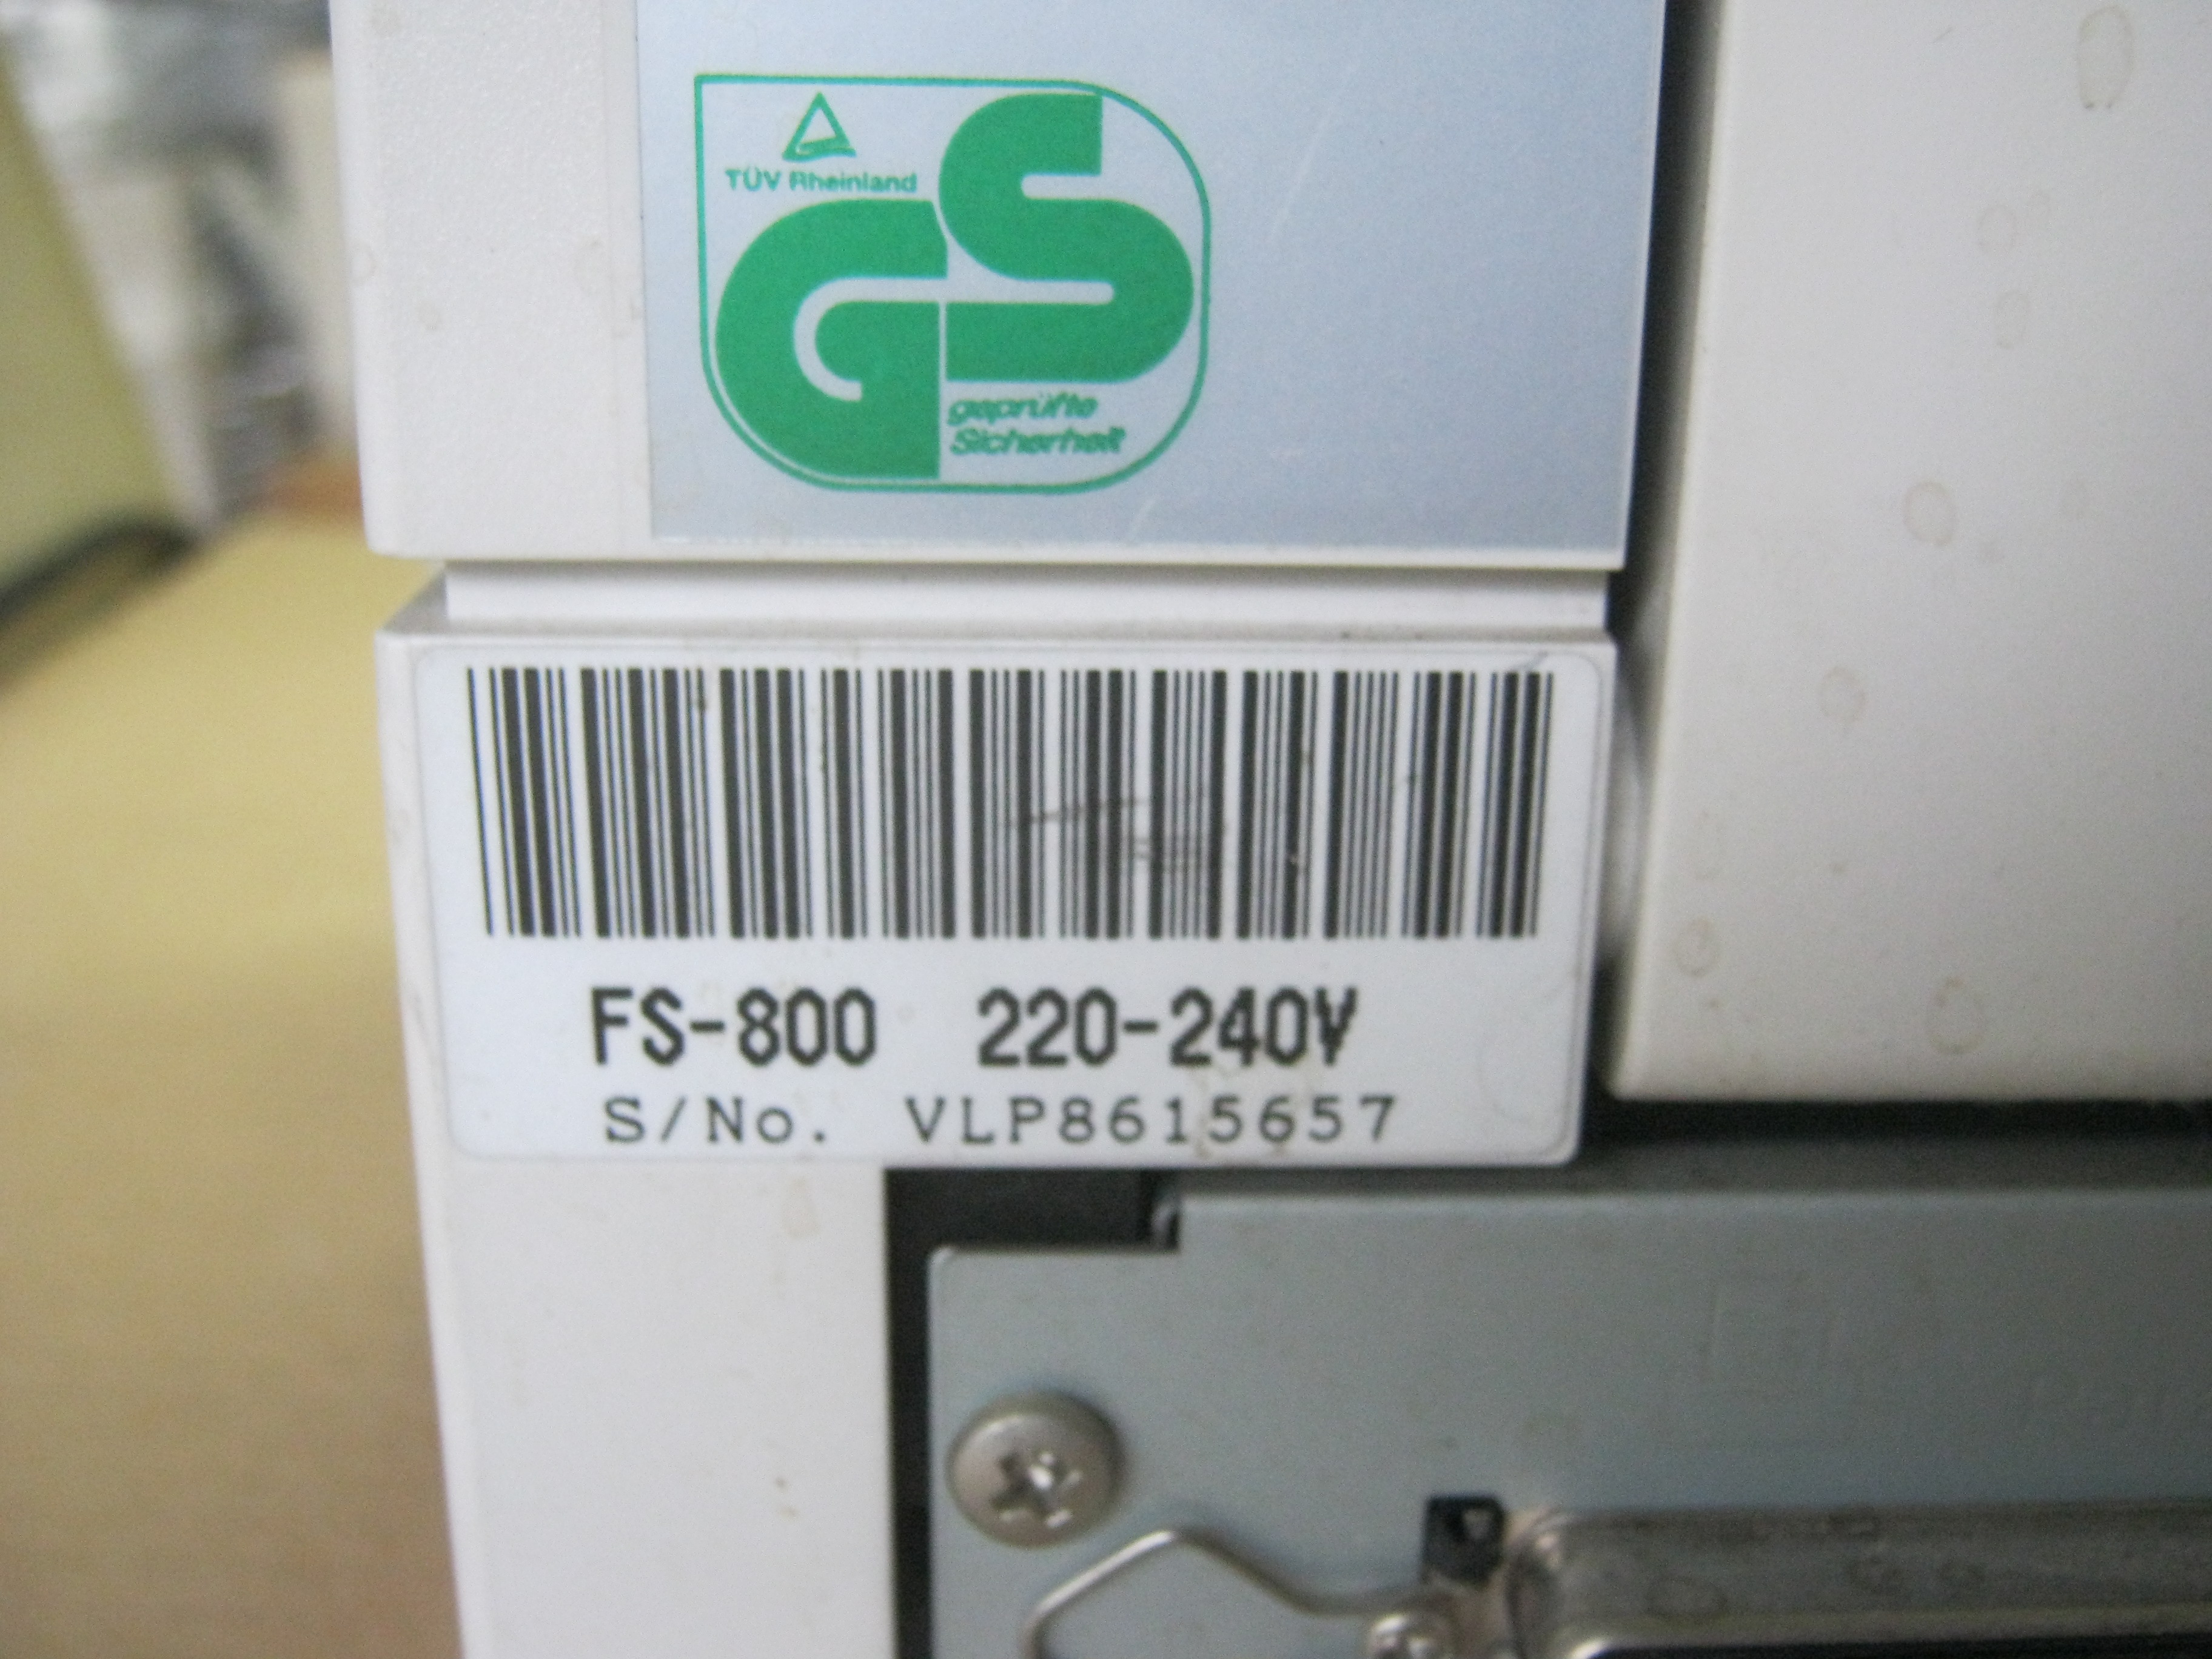 TÜV Rheinland
GS
geprüfte
Sicherheit
FS-800 220-240V
S/No. VLP8615657